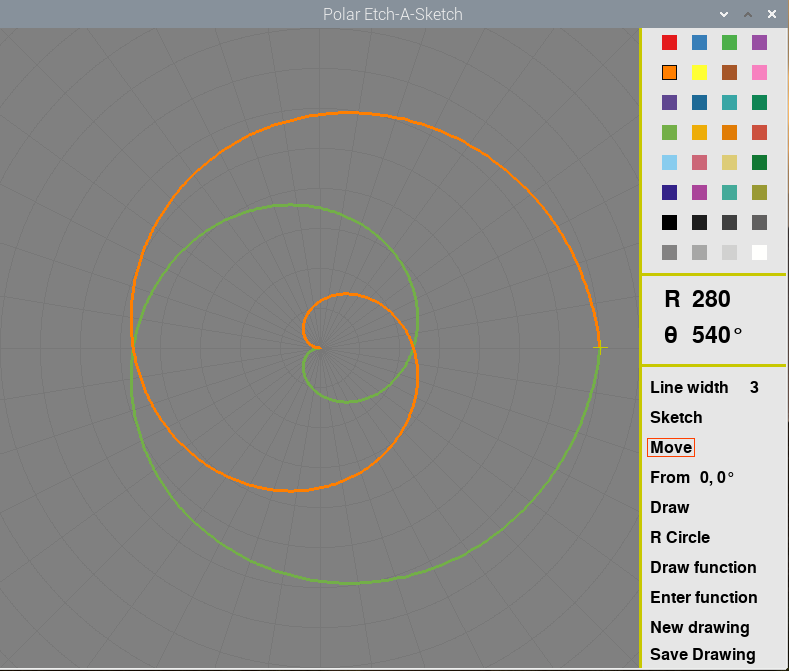 Polar Etch-A-Sketch
R 280
θ 540°
Line width 3
Sketch
Move
From 0, 0°
Draw
R Circle
Draw function
Enter function
New drawing
Save Drawing